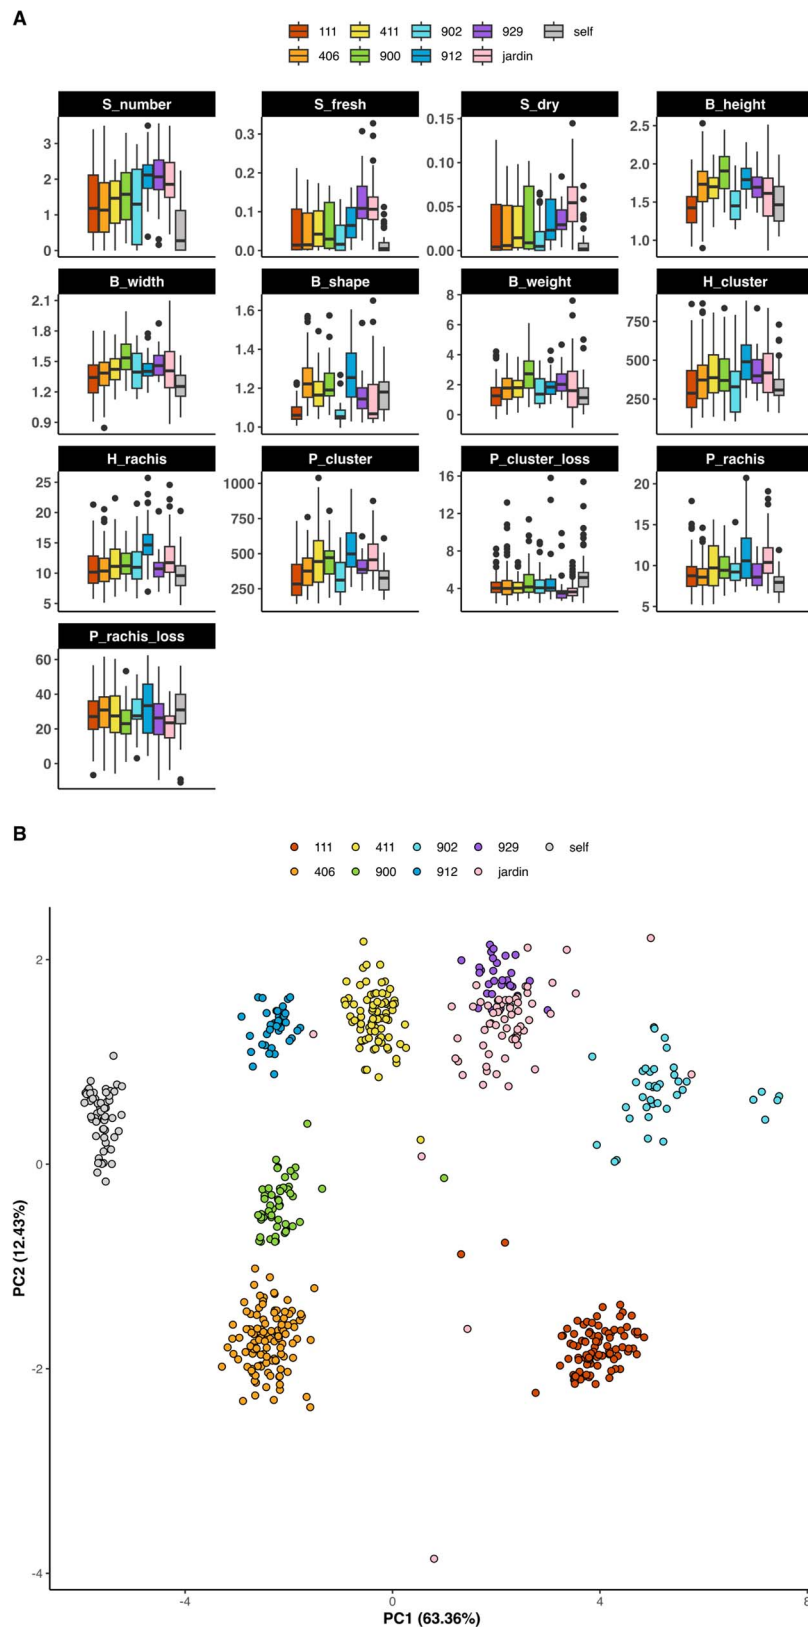 A
111 411 902 929 self
406 900 912 jardin
S_number S_fresh S_dry B_height
3 0.3 0.15 2.5
2 0.2 0.10 2.0
1 0.1 0.05 1.5
0 0.0 0.00 1.0
B_width B_shape B_weight H_cluster
2.1 1.6 8 750
1.8 1.4 6 500
1.5 1.2 4 250
1.2 1.0 2
0.9 0
H_rachis P_cluster P_cluster_loss P_rachis
25 1000 16 20
20 750 12 15
15 500 8 10
10 250 4 5
5
P_rachis_loss
60
40
20
0
B
111 411 902 929 self
406 900 912 jardin
2
0
-2
-4
PC2 (12.43%)
-4 0 4 8
PC1 (63.36%)